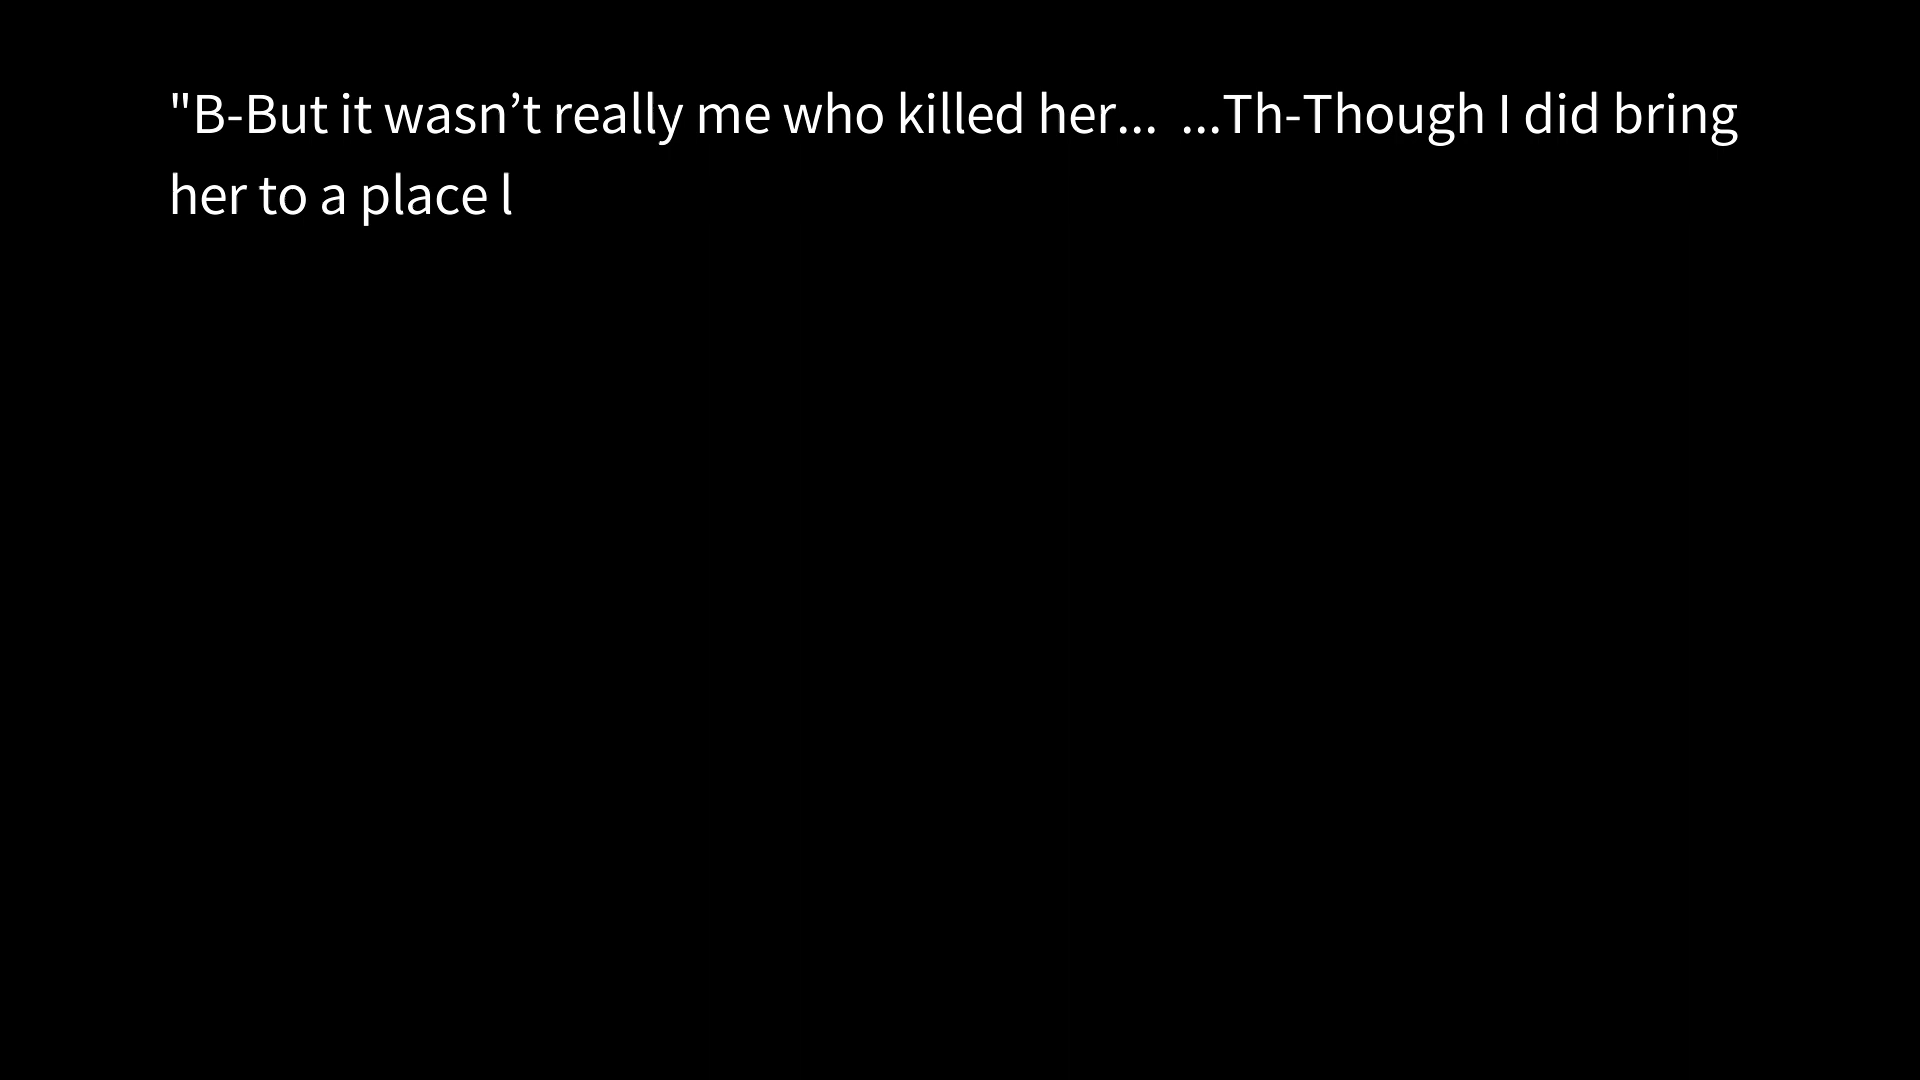 "B-But it wasn’t really me who killed her...  ...Th-Though I did bring
her to a place l